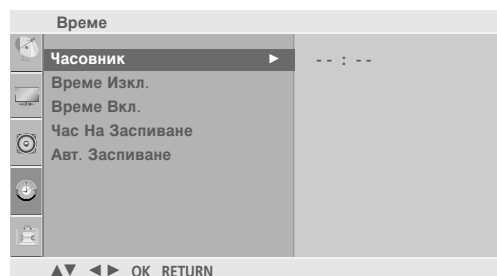 Време
Часовник ► -- : --
Време Изкл.
Време Вкл.
Час На Заспиване
Авт. Заспиване
▲▼ ◄► OK RETURN